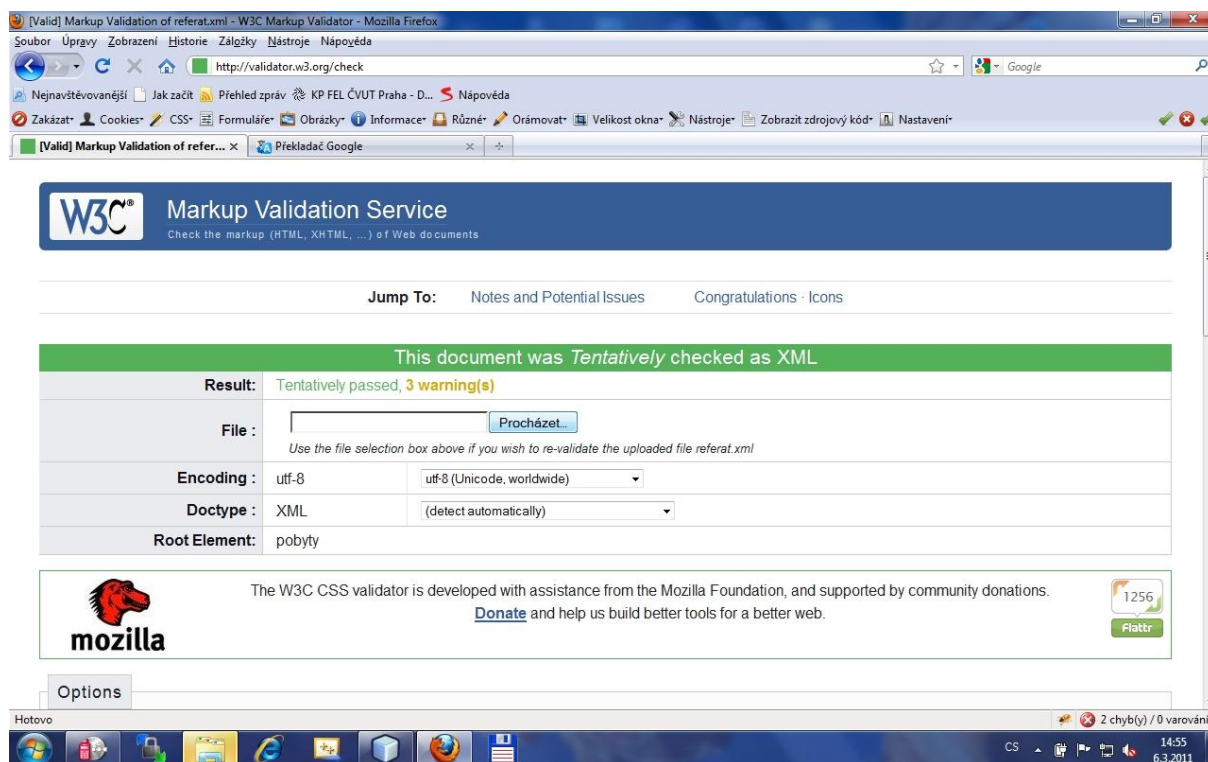 [Valid] Markup Validation of referat.xml - W3C Markup Validator - Mozilla Firefox
Soubor Úpravy Zobrazení Historie Záložky Nástroje Nápověda
http://validator.w3.org/check Google
Nejnavštěvovanější Jak začít Přehled zpráv KP FEL ČVUT Praha - D... Nápověda
Zakázat Cookies CSS Formuláře Obrázky Informace Různé Orámovat Velikost okna Nástroje Zobrazit zdrojový kód Nastavení
[Valid] Markup Validation of refer... Překladač Google
W3C® Markup Validation Service
Check the markup (HTML, XHTML, ...) of Web documents
Jump To: Notes and Potential Issues Congratulations · Icons
This document was Tentatively checked as XML
Result: Tentatively passed, 3 warning(s)
File : Procházet...
Use the file selection box above if you wish to re-validate the uploaded file referat.xml
Encoding : utf-8 utf-8 (Unicode, worldwide)
Doctype : XML (detect automatically)
Root Element: pobyty
The W3C CSS validator is developed with assistance from the Mozilla Foundation, and supported by community donations.
Donate and help us build better tools for a better web.
mozilla
1256
Flattr
Options
Hotovo 2 chyb(y) / 0 varování
CS 14:55
6.3.2011